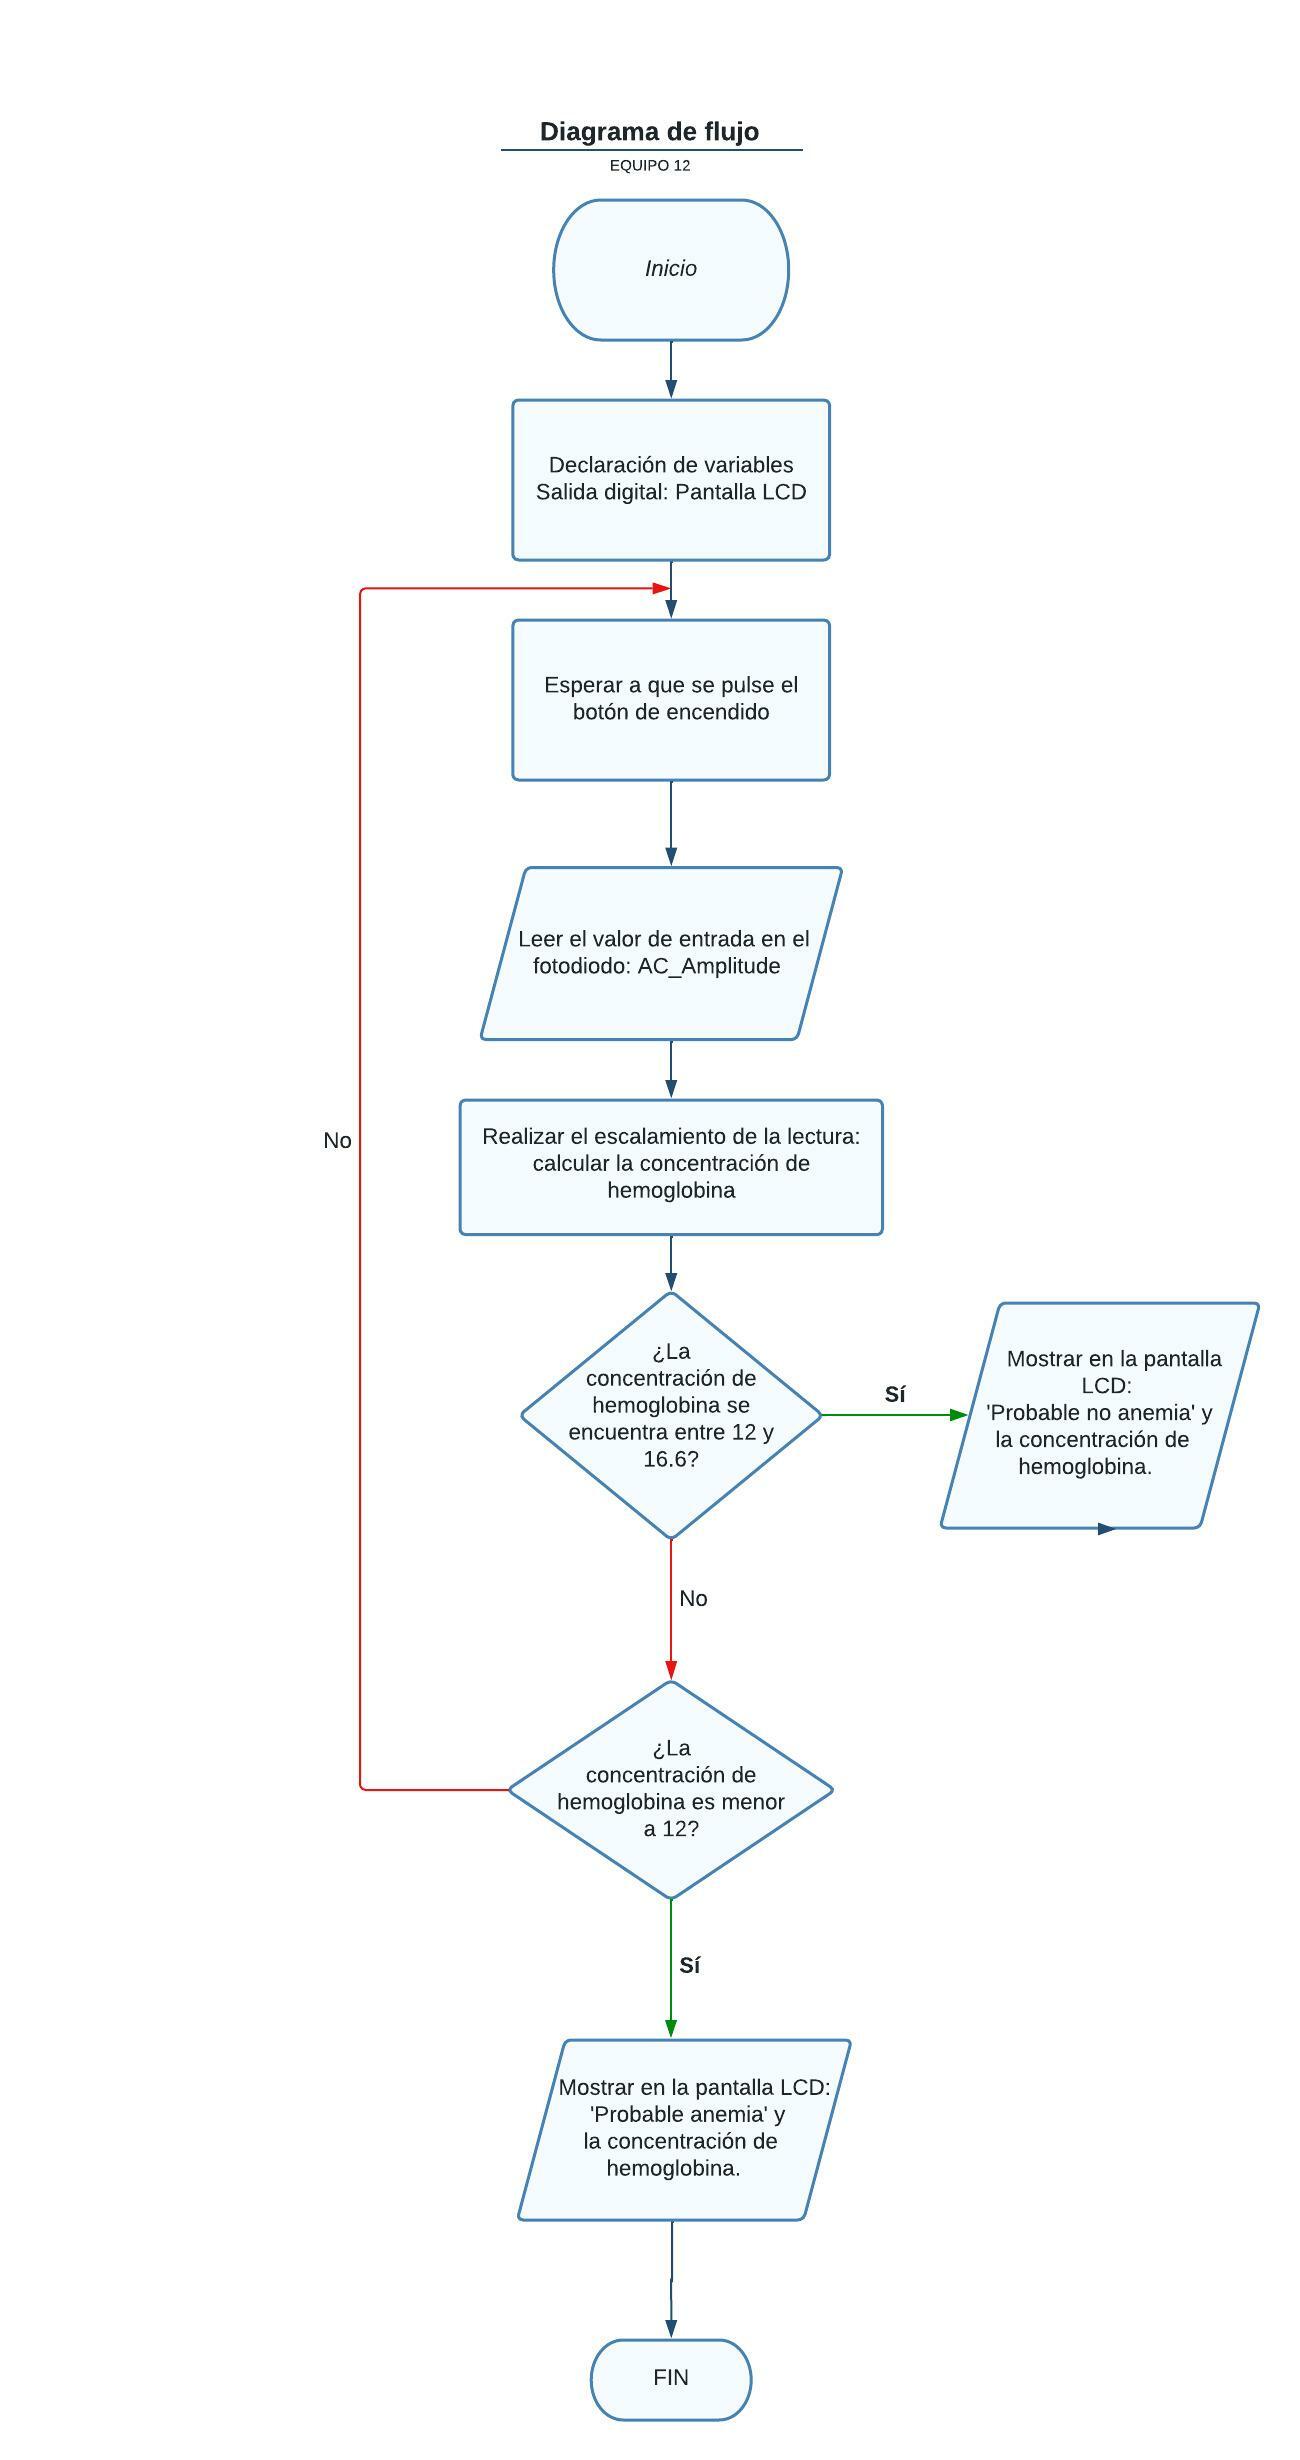 Diagrama de flujo
EQUIPO 12
Inicio
Declaración de variables
Salida digital: Pantalla LCD
Esperar a que se pulse el
botón de encendido
Leer el valor de entrada en el
fotodiodo: AC_Amplitude
No
Realizar el escalamiento de la lectura:
calcular la concentración de
hemoglobina
¿La
concentración de
hemoglobina se
encuentra entre 12 y
16.6?
Sí
Mostrar en la pantalla
LCD:
'Probable no anemia' y
la concentración de
hemoglobina.
No
¿La
concentración de
hemoglobina es menor
a 12?
Sí
Mostrar en la pantalla LCD:
'Probable anemia' y
la concentración de
hemoglobina.
FIN